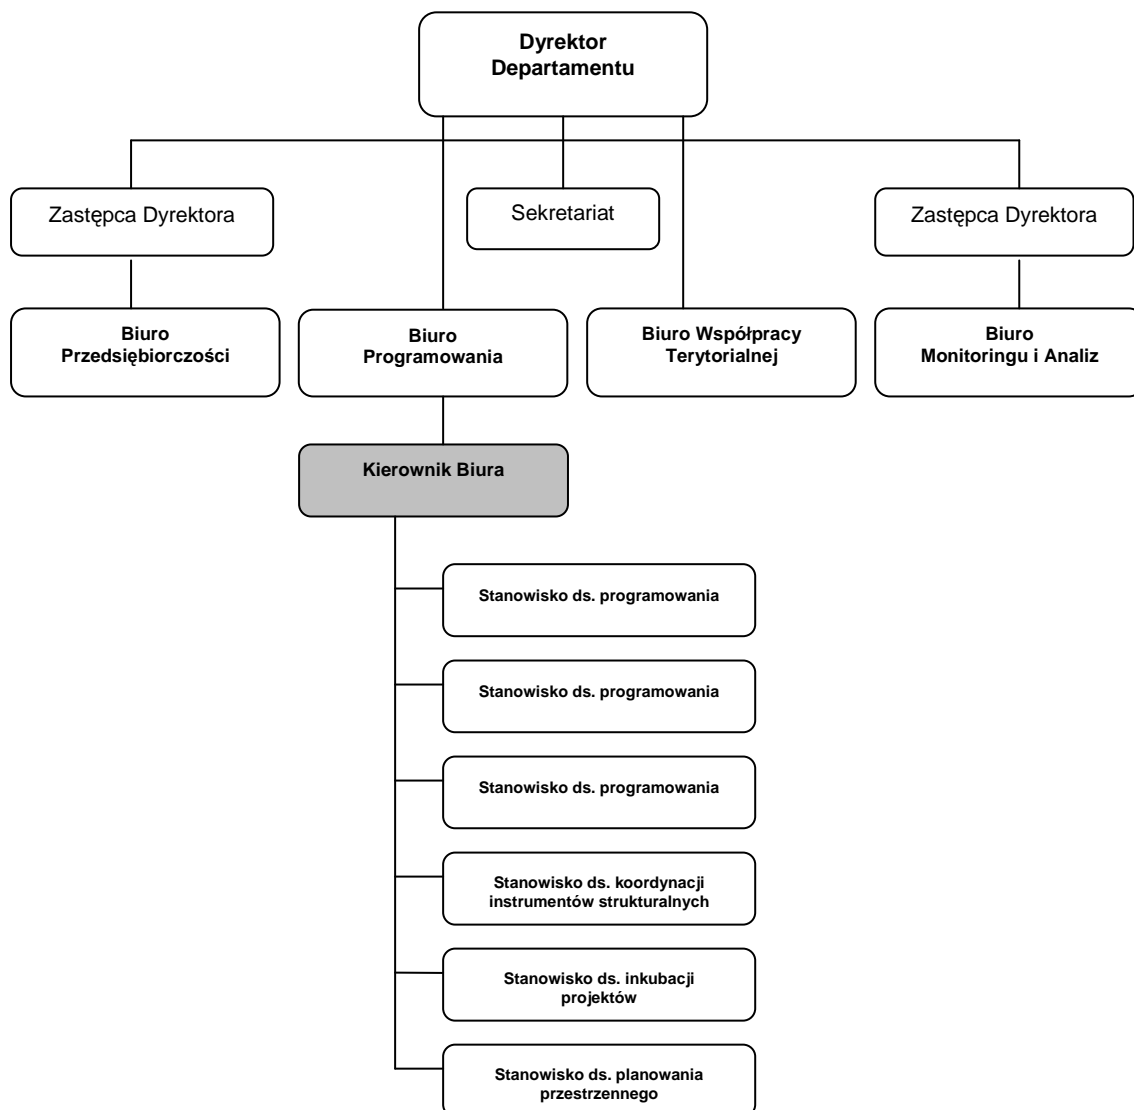 Dyrektor
Departamentu
Zastępca Dyrektora
Sekretariat
Zastępca Dyrektora
Biuro
Przedsiębiorczości
Biuro
Programowania
Biuro Współpracy
Terytorialnej
Biuro
Monitoringu i Analiz
Kierownik Biura
Stanowisko ds. programowania
Stanowisko ds. programowania
Stanowisko ds. programowania
Stanowisko ds. koordynacji
instrumentów strukturalnych
Stanowisko ds. inkubacji
projektów
Stanowisko ds. planowania
przestrzennego